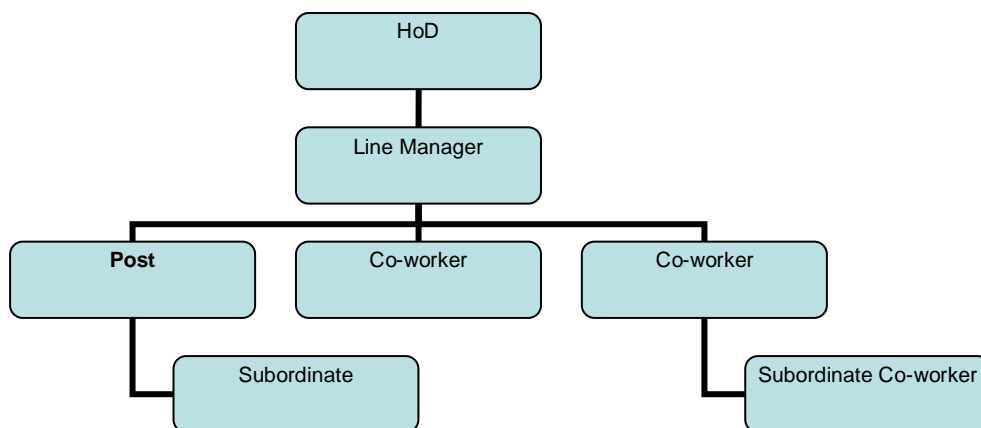 HoD
Line Manager
Post
Co-worker
Co-worker
Subordinate
Subordinate Co-worker